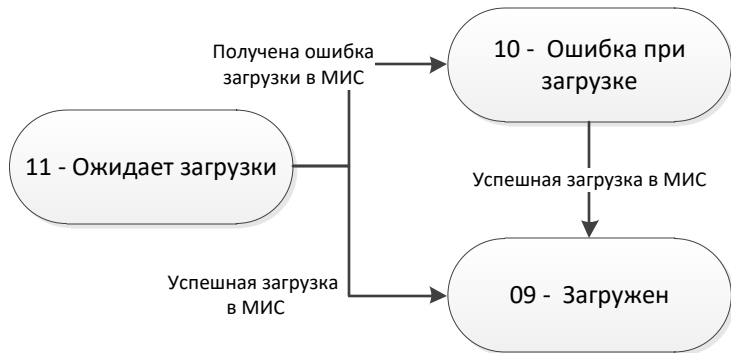 Получена ошибка
загрузки в МИС
10 - Ошибка при
загрузке
11 - Ожидает загрузки
Успешная загрузка в МИС
Успешная загрузка
в МИС
09 - Загружен